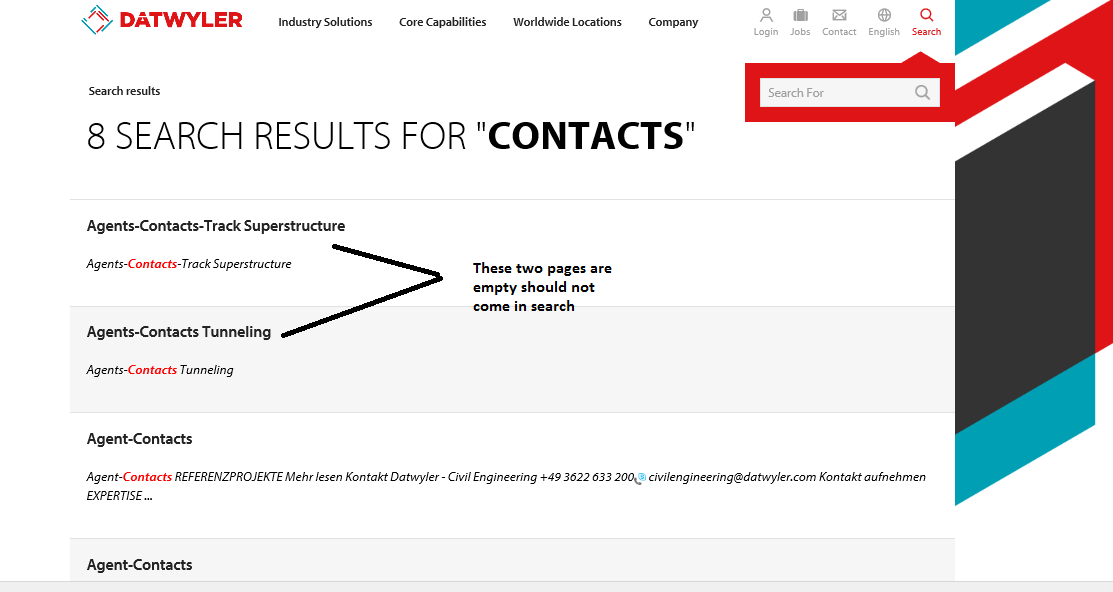 DATWYLER
Industry Solutions Core Capabilities Worldwide Locations Company
Login Jobs Contact English Search
Search For
Search results
8 SEARCH RESULTS FOR "CONTACTS"
Agents-Contacts-Track Superstructure
Agents-Contacts-Track Superstructure
These two pages are
empty should not
come in search
Agents-Contacts Tunneling
Agents-Contacts Tunneling
Agent-Contacts
Agent-Contacts REFERENZPROJEKTE Mehr lesen Kontakt Datwyler - Civil Engineering +49 3622 633 200 civilengineering@datwyler.com Kontakt aufnehmen
EXPERTISE ...
Agent-Contacts